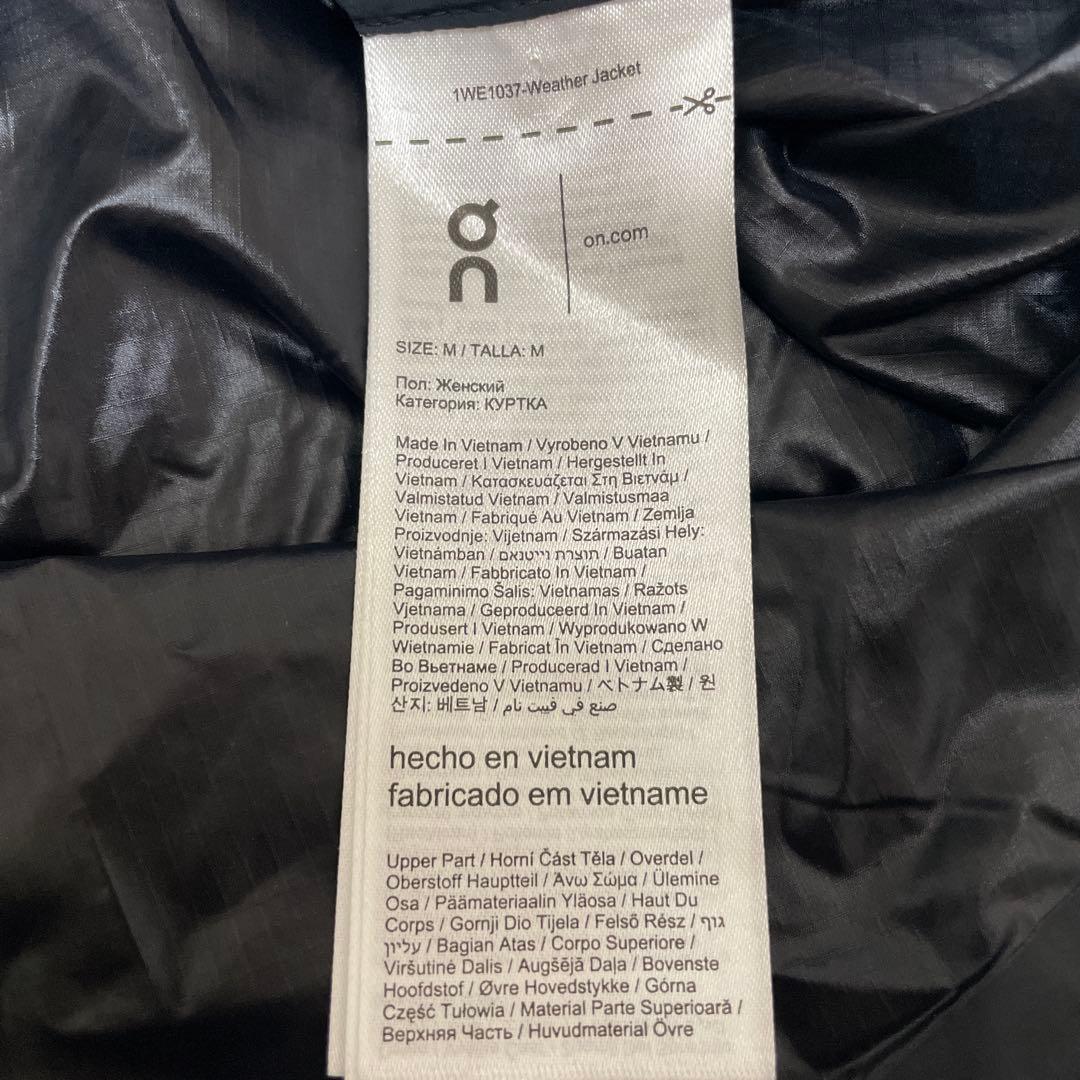 1WE1037-Weather Jacket
on
on.com
SIZE: M / TALLA: M
Пол: Женский
Категория: КУРТКА
Made In Vietnam / Vyrobeno V Vietnamu /
Produceret I Vietnam / Hergestellt In
Vietnam / Κατασκευάζεται Στη Βιετνάμ /
Valmistatud Vietnam / Valmistusmaa
Vietnam / Fabriqué Au Vietnam / Zemlja
Proizvodnje: Vijetnam / Származási Hely:
Vietnámban / תוצרת וייטנאם / Buatan
Vietnam / Fabbricato In Vietnam /
Pagaminimo Šalis: Vietnamas / Ražots
Vjetnama / Geproduceerd In Vietnam /
Produsert I Vietnam / Wyprodukowano W
Wietnamie / Fabricat În Vietnam / Сделано
Во Вьетнаме / Producerad I Vietnam /
Proizvedeno V Vietnamu / ベトナム製 / 원
산지: 베트남 / صنع في فييت نام
hecho en vietnam
fabricado em vietname
Upper Part / Horní Část Těla / Overdel /
Oberstoff Hauptteil / Άνω Σώμα / Ülemine
Osa / Päämateriaalin Yläosa / Haut Du
Corps / Gornji Dio Tijela / Felső Rész / גוף
עליון / Bagian Atas / Corpo Superiore /
Viršutinė Dalis / Augšējā Daļa / Bovenste
Hoofdstof / Øvre Hovedstykke / Górna
Część Tułowia / Material Parte Superioară /
Верхняя Часть / Huvudmaterial Övre